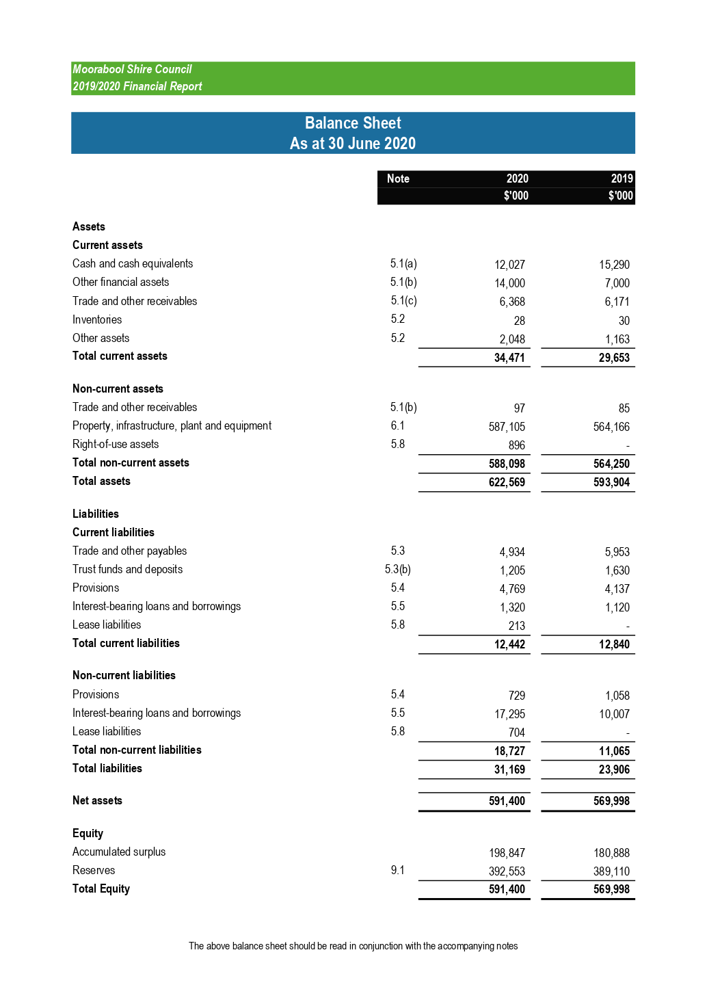 Moorabool Shire Council
2019/2020 Financial Report
Balance Sheet
As at 30 June 2020
Note 2020 2019
$'000 $'000
Assets
Current assets
Cash and cash equivalents 5.1(a) 12,027 15,290
Other financial assets 5.1(b) 14,000 7,000
Trade and other receivables 5.1(c) 6,368 6,171
Inventories 5.2 28 30
Other assets 5.2 2,048 1,163
Total current assets 34,471 29,653
Non-current assets
Trade and other receivables 5.1(b) 97 85
Property, infrastructure, plant and equipment 6.1 587,105 564,166
Right-of-use assets 5.8 896 -
Total non-current assets 588,098 564,250
Total assets 622,569 593,904
Liabilities
Current liabilities
Trade and other payables 5.3 4,934 5,953
Trust funds and deposits 5.3(b) 1,205 1,630
Provisions 5.4 4,769 4,137
Interest-bearing loans and borrowings 5.5 1,320 1,120
Lease liabilities 5.8 213 -
Total current liabilities 12,442 12,840
Non-current liabilities
Provisions 5.4 729 1,058
Interest-bearing loans and borrowings 5.5 17,295 10,007
Lease liabilities 5.8 704 -
Total non-current liabilities 18,727 11,065
Total liabilities 31,169 23,906
Net assets 591,400 569,998
Equity
Accumulated surplus 198,847 180,888
Reserves 9.1 392,553 389,110
Total Equity 591,400 569,998
The above balance sheet should be read in conjunction with the accompanying notes